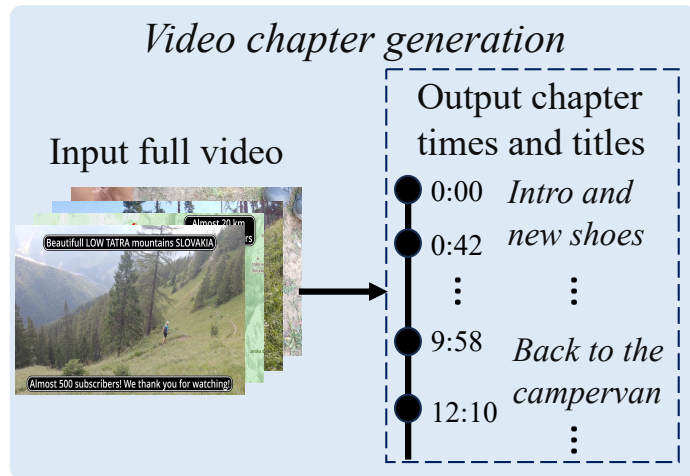 Video chapter generation
Input full video
Almost 20 km
rs
Beautifull LOW TATRA mountains SLOVAKIA
Almost 500 subscribers! We thank you for watching!
Output chapter
times and titles
0:00
Intro and
0:42
new shoes
9:58
Back to the
12:10
campervan